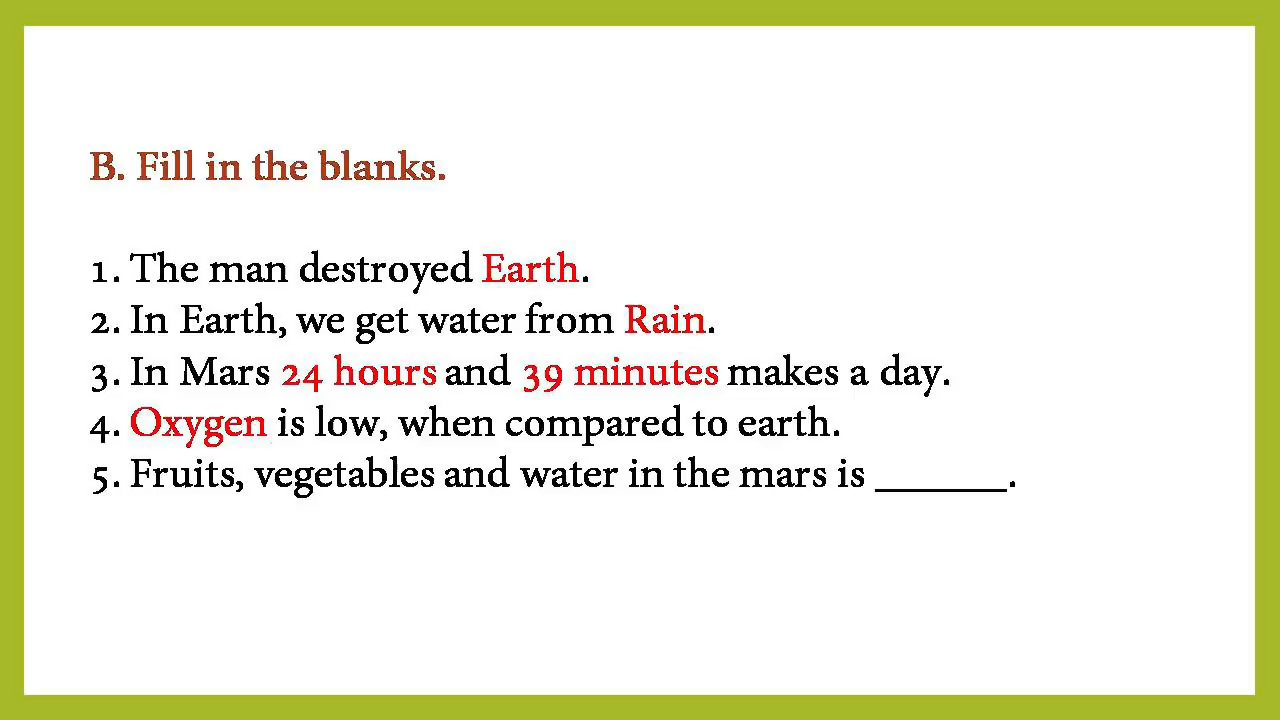 B. Fill in the blanks.
1. The man destroyed Earth.
2. In Earth, we get water from Rain.
3. In Mars 24 hours and 39 minutes makes a day.
4. Oxygen is low, when compared to earth.
5. Fruits, vegetables and water in the mars is ______.